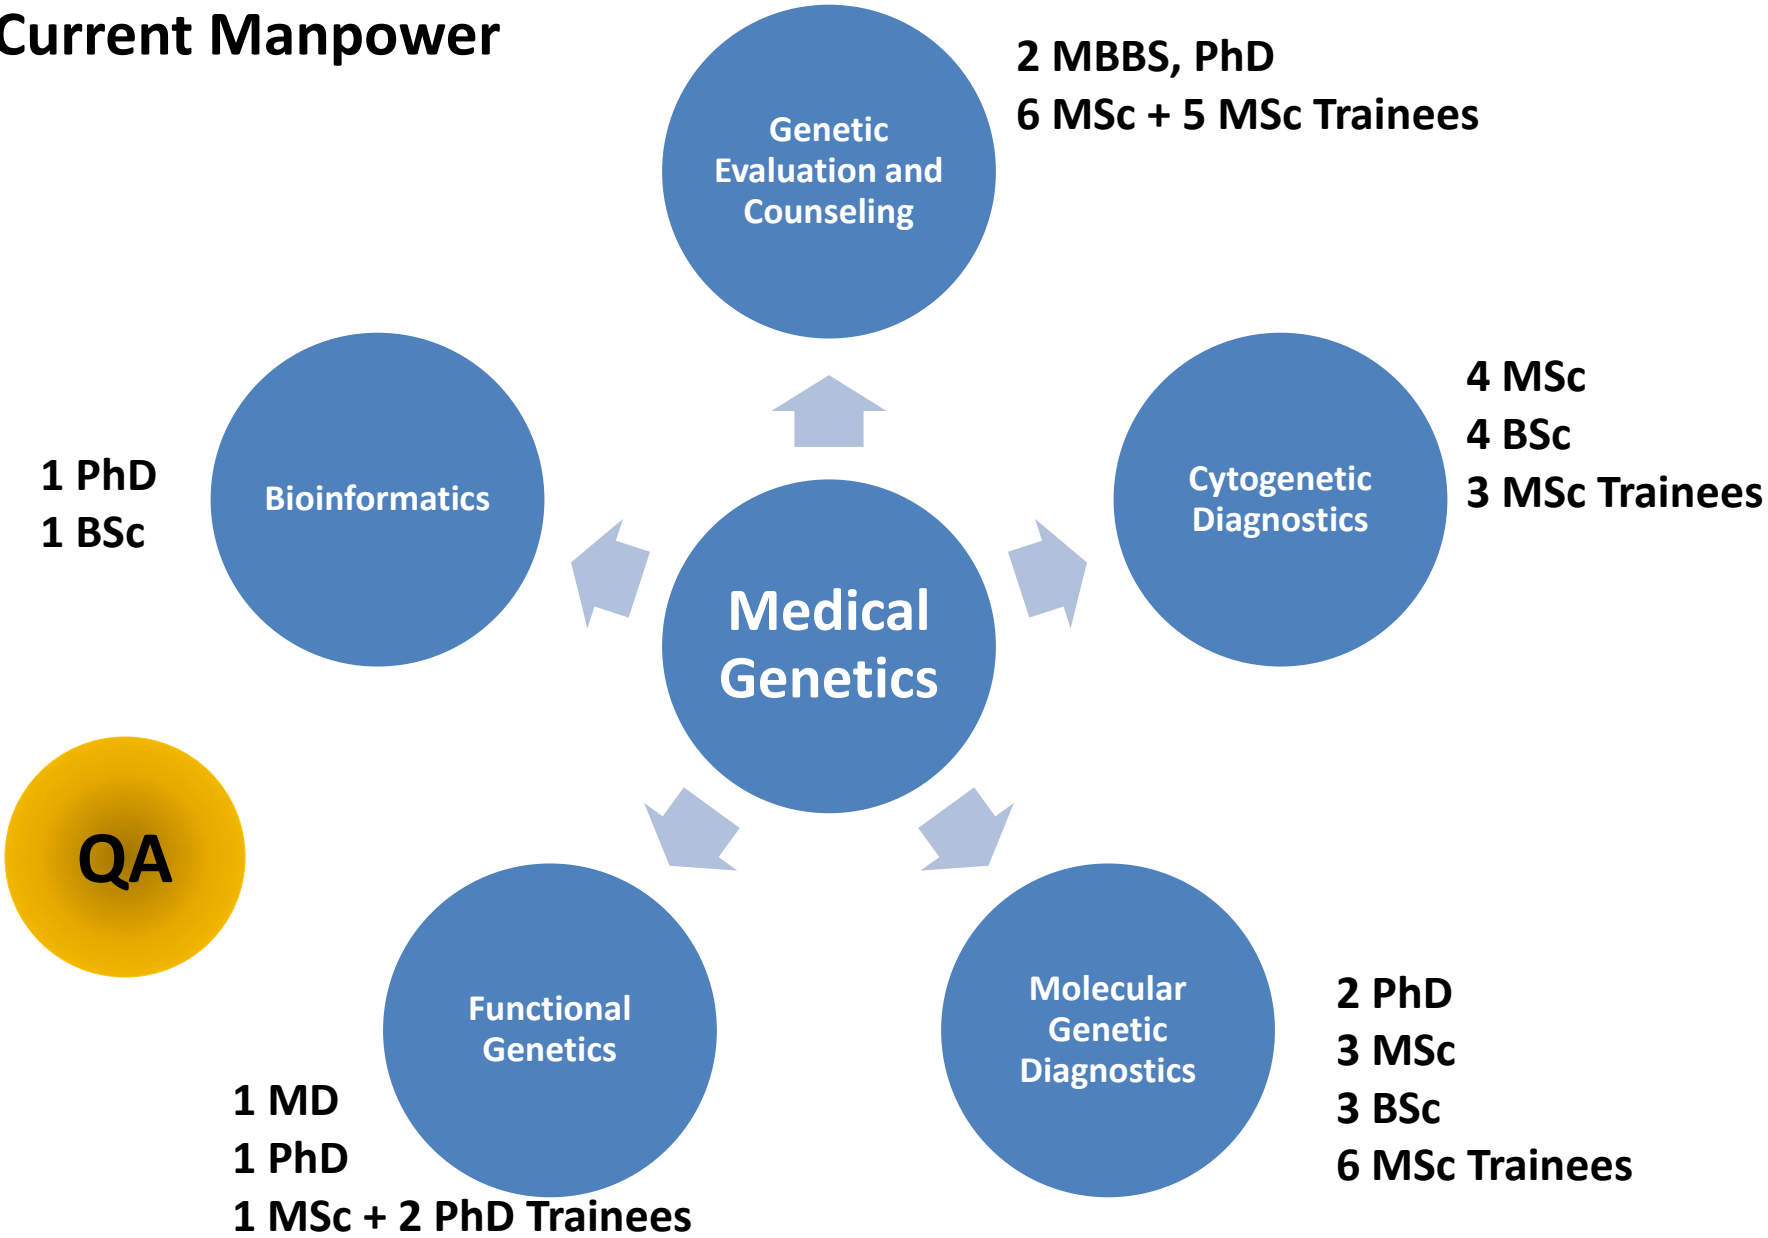 Current Manpower
2 MBBS, PhD
6 MSc + 5 MSc Trainees
Genetic
Evaluation and
Counseling
4 MSc
4 BSc
3 MSc Trainees
Cytogenetic
Diagnostics
1 PhD
1 BSc
Bioinformatics
Medical
Genetics
QA
Functional
Genetics
1 MD
1 PhD
1 MSc + 2 PhD Trainees
Molecular
Genetic
Diagnostics
2 PhD
3 MSc
3 BSc
6 MSc Trainees